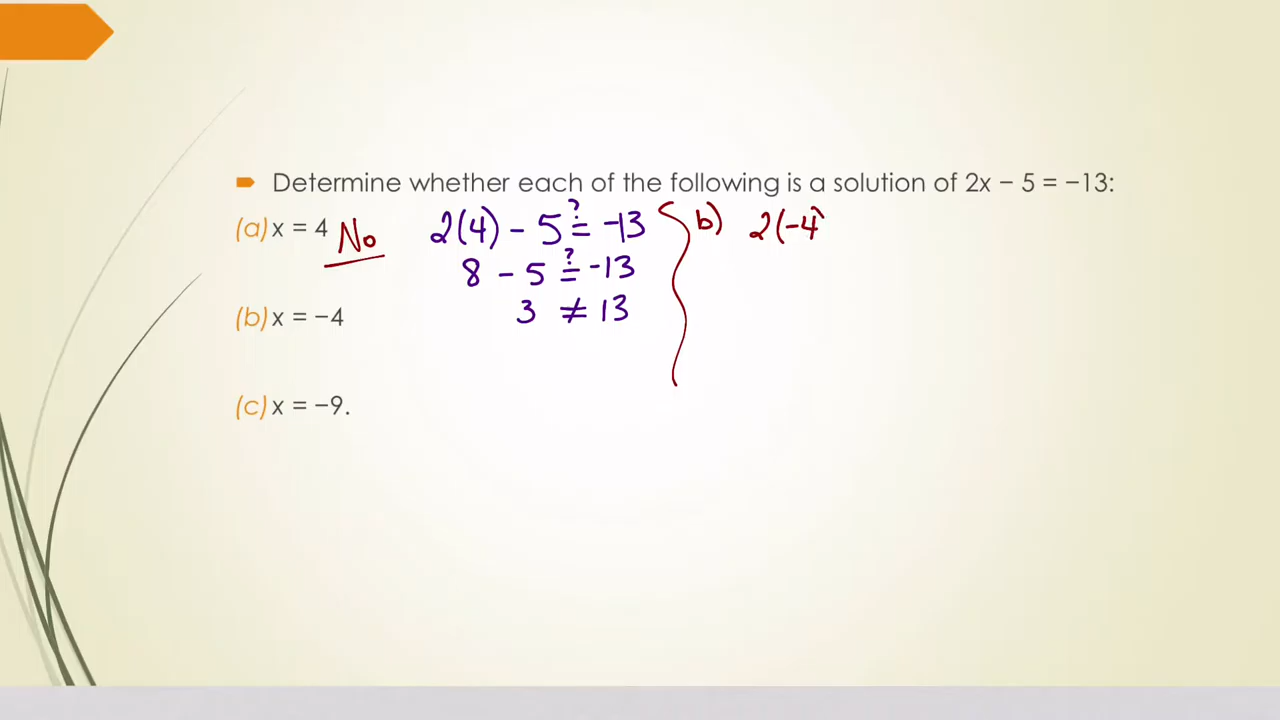 Determine whether each of the following is a solution of 2x − 5 = −13:
(a) x = 4 No
2(4) - 5 ≟ -13
8 - 5 ≟ -13
3 ≠ 13
b) 2(-4)
(b) x = −4
(c) x = −9.